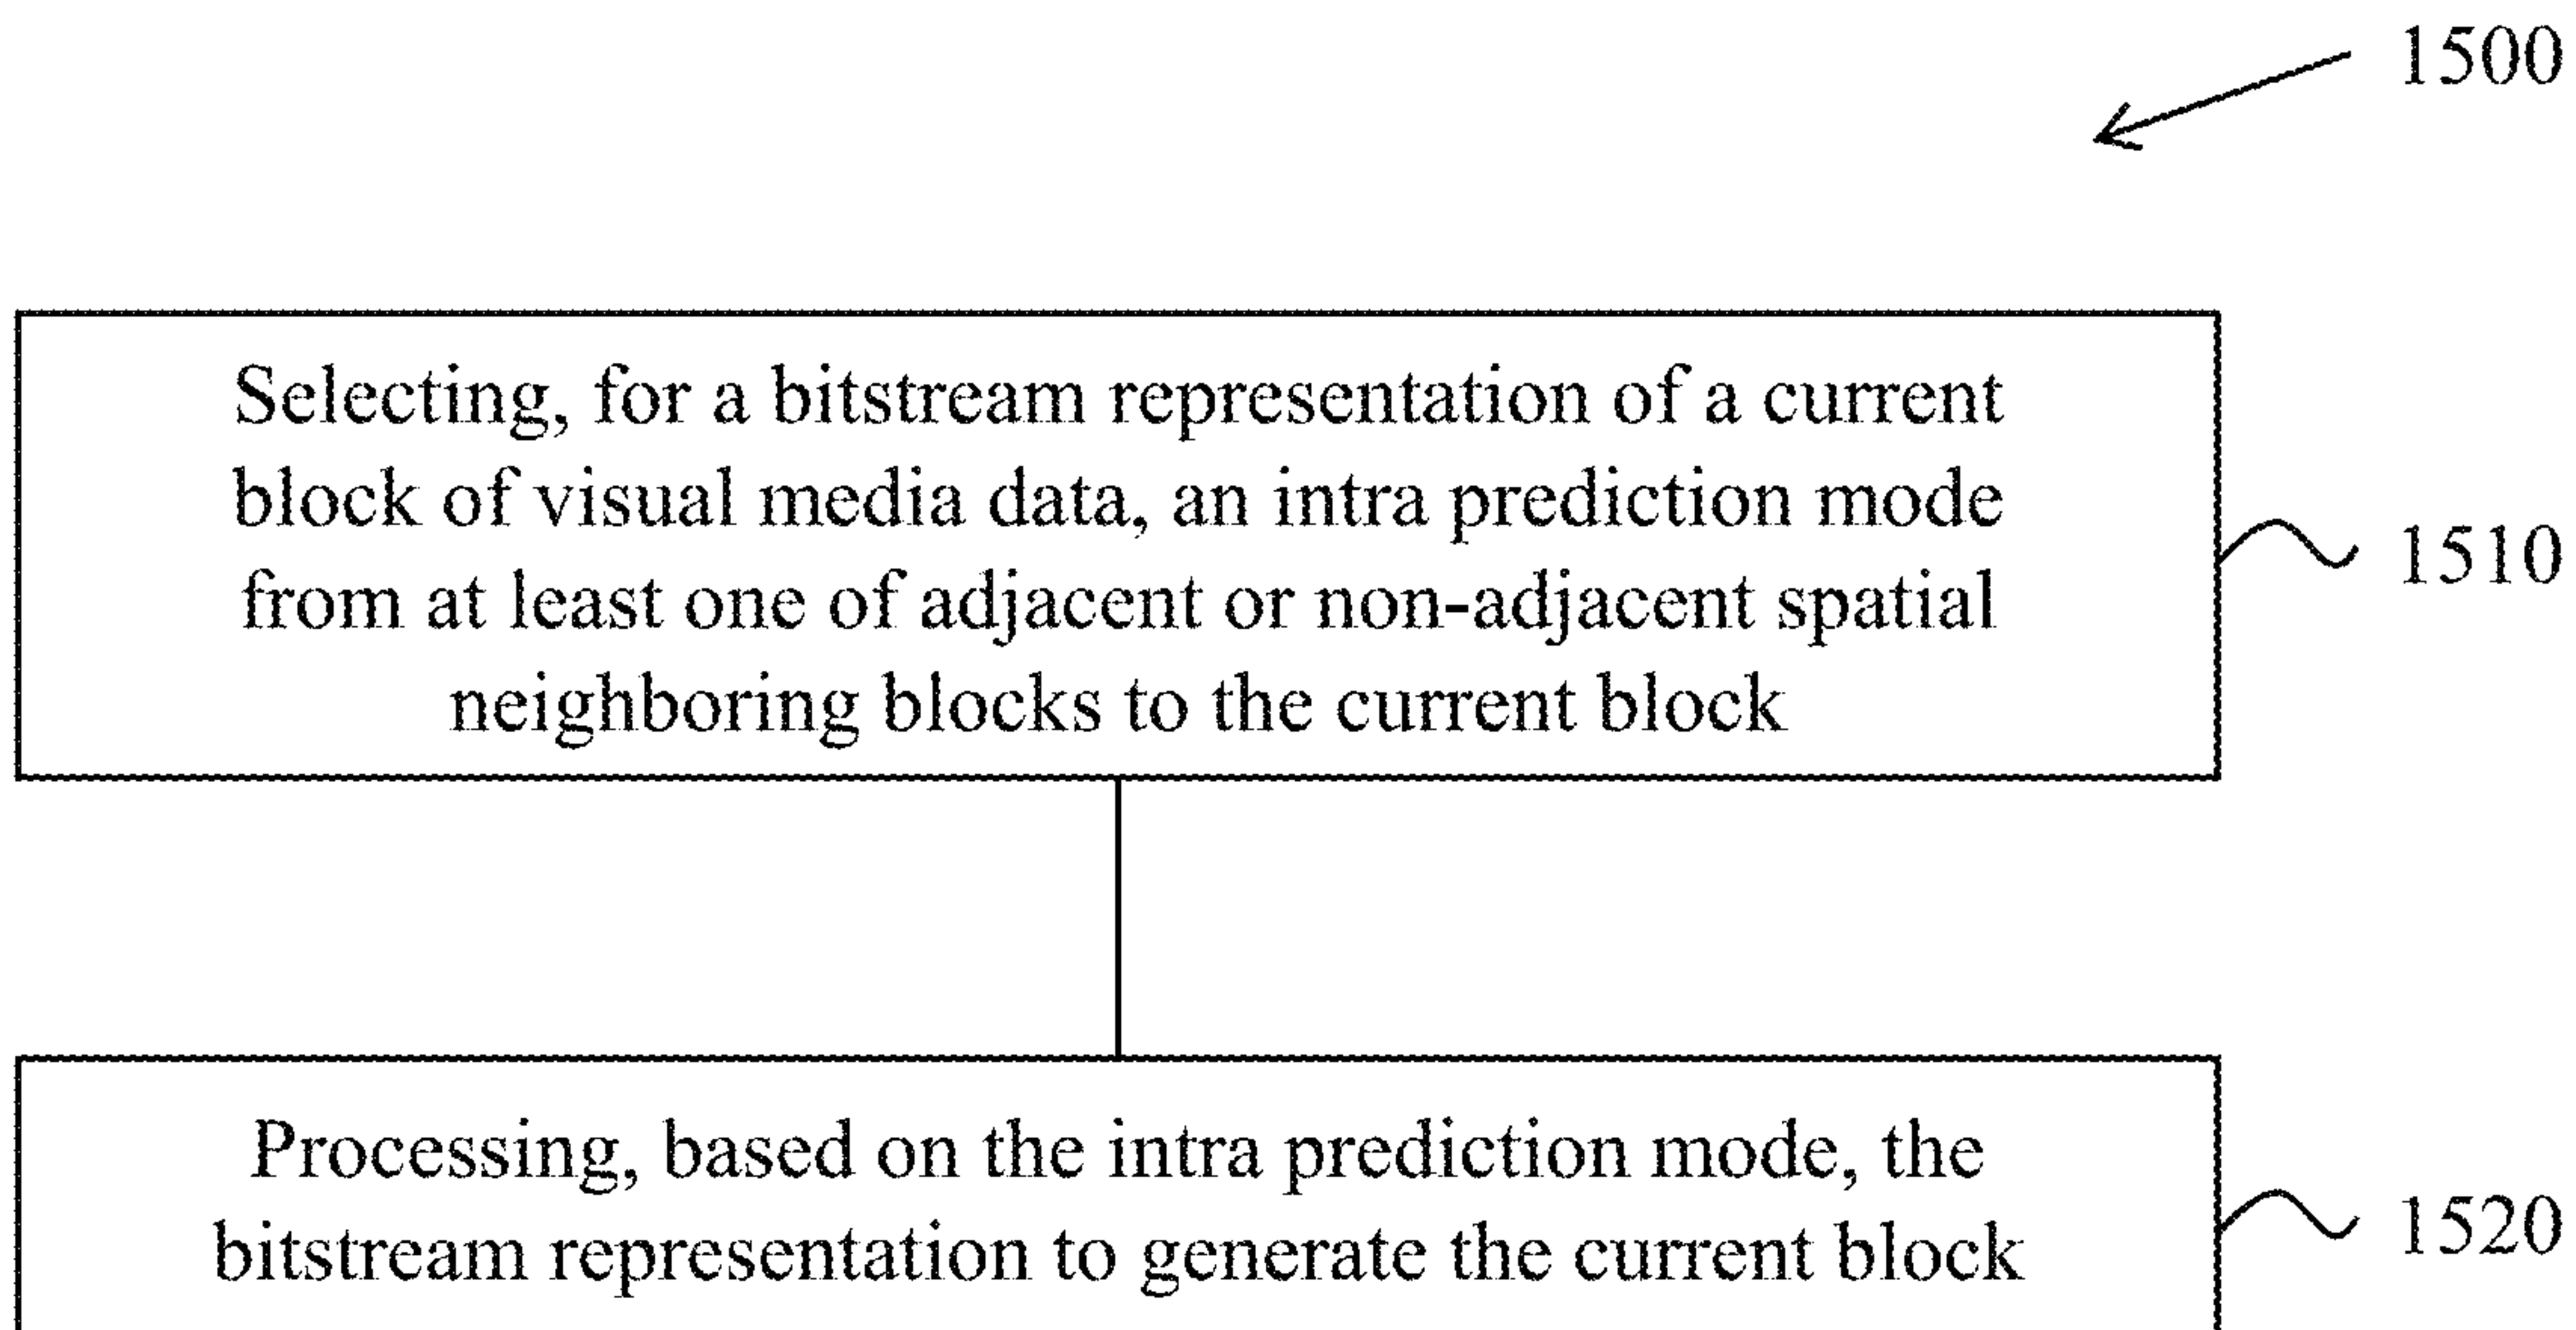 1500
Selecting, for a bitstream representation of a current
block of visual media data, an intra prediction mode
from at least one of adjacent or non-adjacent spatial
neighboring blocks to the current block
1510
Processing, based on the intra prediction mode, the
bitstream representation to generate the current block
1520